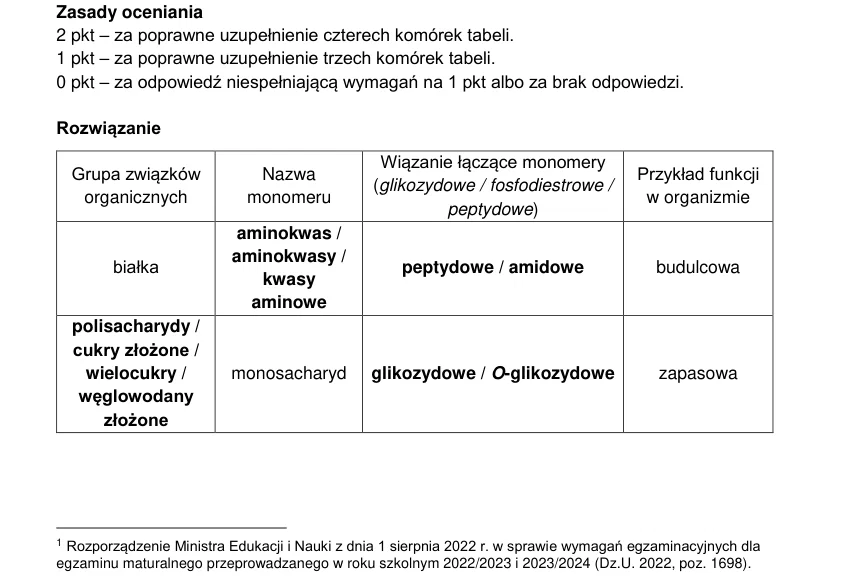 Zasady oceniania
2 pkt – za poprawne uzupełnienie czterech komórek tabeli.
1 pkt – za poprawne uzupełnienie trzech komórek tabeli.
0 pkt – za odpowiedź niespełniającą wymagań na 1 pkt albo za brak odpowiedzi.
Rozwiązanie
Grupa związków
organicznych
Nazwa
monomeru
Wiązanie łączące monomery
(glikozydowe / fosfodiestrowe /
peptydowe)
Przykład funkcji
w organizmie
białka
aminokwas /
aminokwasy /
kwasy
aminowe
peptydowe / amidowe
budulcowa
polisacharydy /
cukry złożone /
wielocukry /
węglowodany
złożone
monosacharyd
glikozydowe / O-glikozydowe
zapasowa
1 Rozporządzenie Ministra Edukacji i Nauki z dnia 1 sierpnia 2022 r. w sprawie wymagań egzaminacyjnych dla
egzaminu maturalnego przeprowadzanego w roku szkolnym 2022/2023 i 2023/2024 (Dz.U. 2022, poz. 1698).